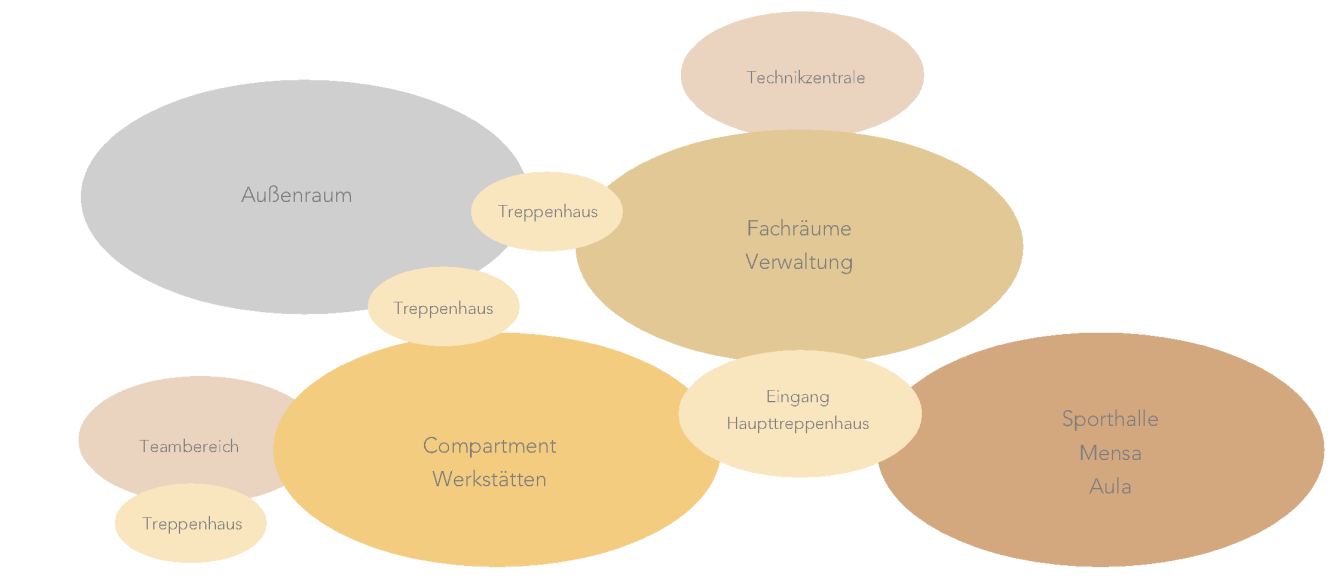 Technikzentrale
Außenraum
Treppenhaus
Fachräume
Verwaltung
Treppenhaus
Eingang
Haupttreppenhaus
Sporthalle
Mensa
Aula
Teambereich
Compartment
Werkstätten
Treppenhaus